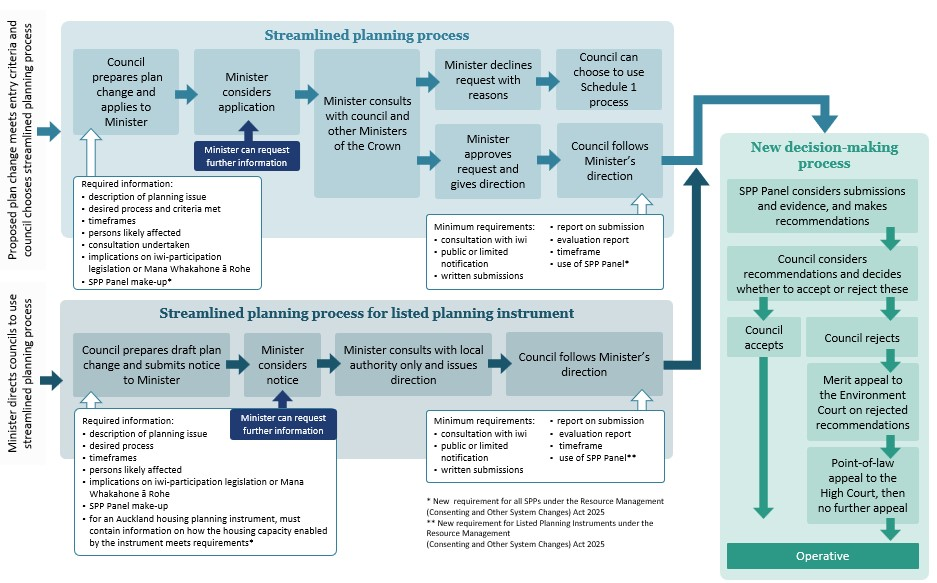 Proposed plan change meets entry criteria and
council chooses streamlined planning process
Streamlined planning process
Council
prepares plan
change and
applies to
Minister
Minister
considers
application
Minister can request
further information
Minister consults
with council and
other Ministers
of the Crown
Minister declines
request with
reasons
Council can
choose to use
Schedule 1
process
Minister
approves
request and
gives direction
Council follows
Minister's
direction
Required information:
• description of planning issue
• desired process and criteria met
• timeframes
• persons likely affected
• consultation undertaken
• implications on iwi-participation
legislation or Mana Whakahone ā Rohe
• SPP Panel make-up*
Minimum requirements:
• consultation with iwi
• public or limited
notification
• written submissions
• report on submission
• evaluation report
• timeframe
• use of SPP Panel*
Minister directs councils to use
streamlined planning process
Streamlined planning process for listed planning instrument
Council prepares draft plan
change and submits notice
to Minister
Minister
considers
notice
Minister can request
further information
Minister consults with local
authority only and issues
direction
Council follows Minister's
direction
Required information:
• description of planning issue
• desired process
• timeframes
• persons likely affected
• implications on iwi-participation legislation or Mana
Whakahone ā Rohe
• SPP Panel make-up
• for an Auckland housing planning instrument, must
contain information on how the housing capacity enabled
by the instrument meets requirements*
Minimum requirements:
• consultation with iwi
• public or limited
notification
• written submissions
• report on submission
• evaluation report
• timeframe
• use of SPP Panel**
* New requirement for all SPPs under the Resource Management
(Consenting and Other System Changes) Act 2025
** New requirement for Listed Planning Instruments under the
Resource Management
(Consenting and Other System Changes) Act 2025
New decision-making
process
SPP Panel considers submissions
and evidence, and makes
recommendations
Council considers
recommendations and decides
whether to accept or reject these
Council
accepts
Council rejects
Merit appeal to
the Environment
Court on rejected
recommendations
Point-of-law
appeal to the
High Court, then
no further appeal
Operative